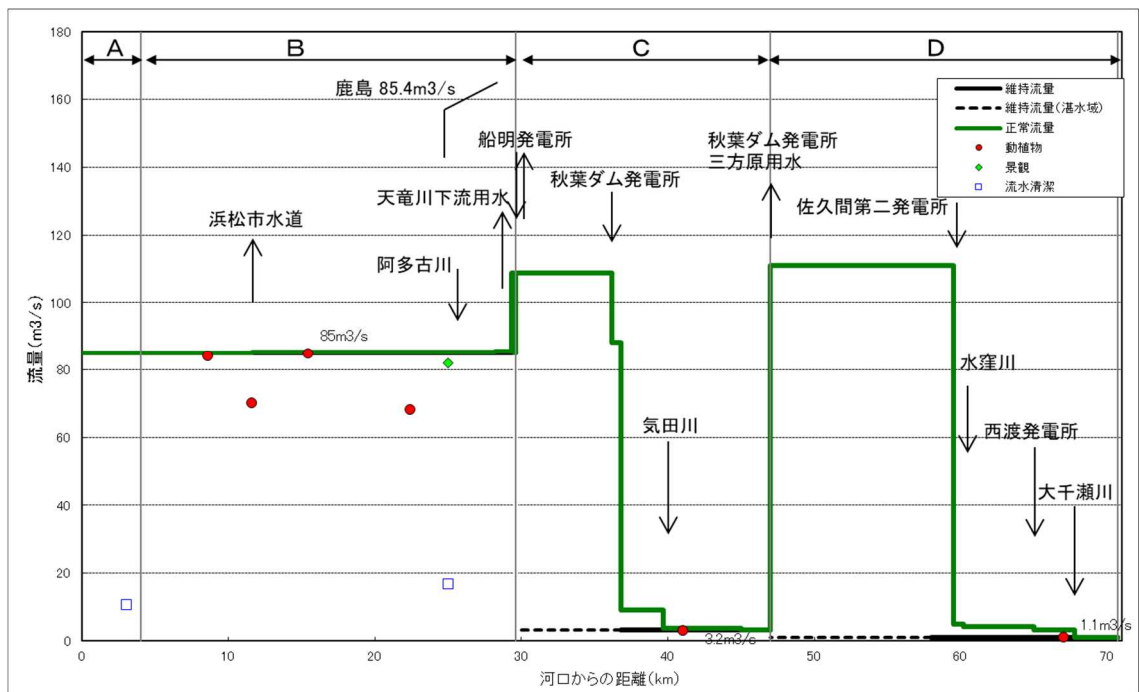 A B C D
鹿島 85.4m3/s
船明発電所
秋葉ダム発電所
天竜川下流用水
浜松市水道
阿多古川
秋葉ダム発電所
三方原用水
佐久間第二発電所
気田川
水窪川
西渡発電所
大千瀬川
85m3/s
3.2m3/s
1.1m3/s
維持流量
維持流量(湛水域)
正常流量
動植物
景観
流水清潔
流量(m3/s)
180
160
140
120
100
80
60
40
20
0
0 10 20 30 40 50 60 70
河口からの距離(km)